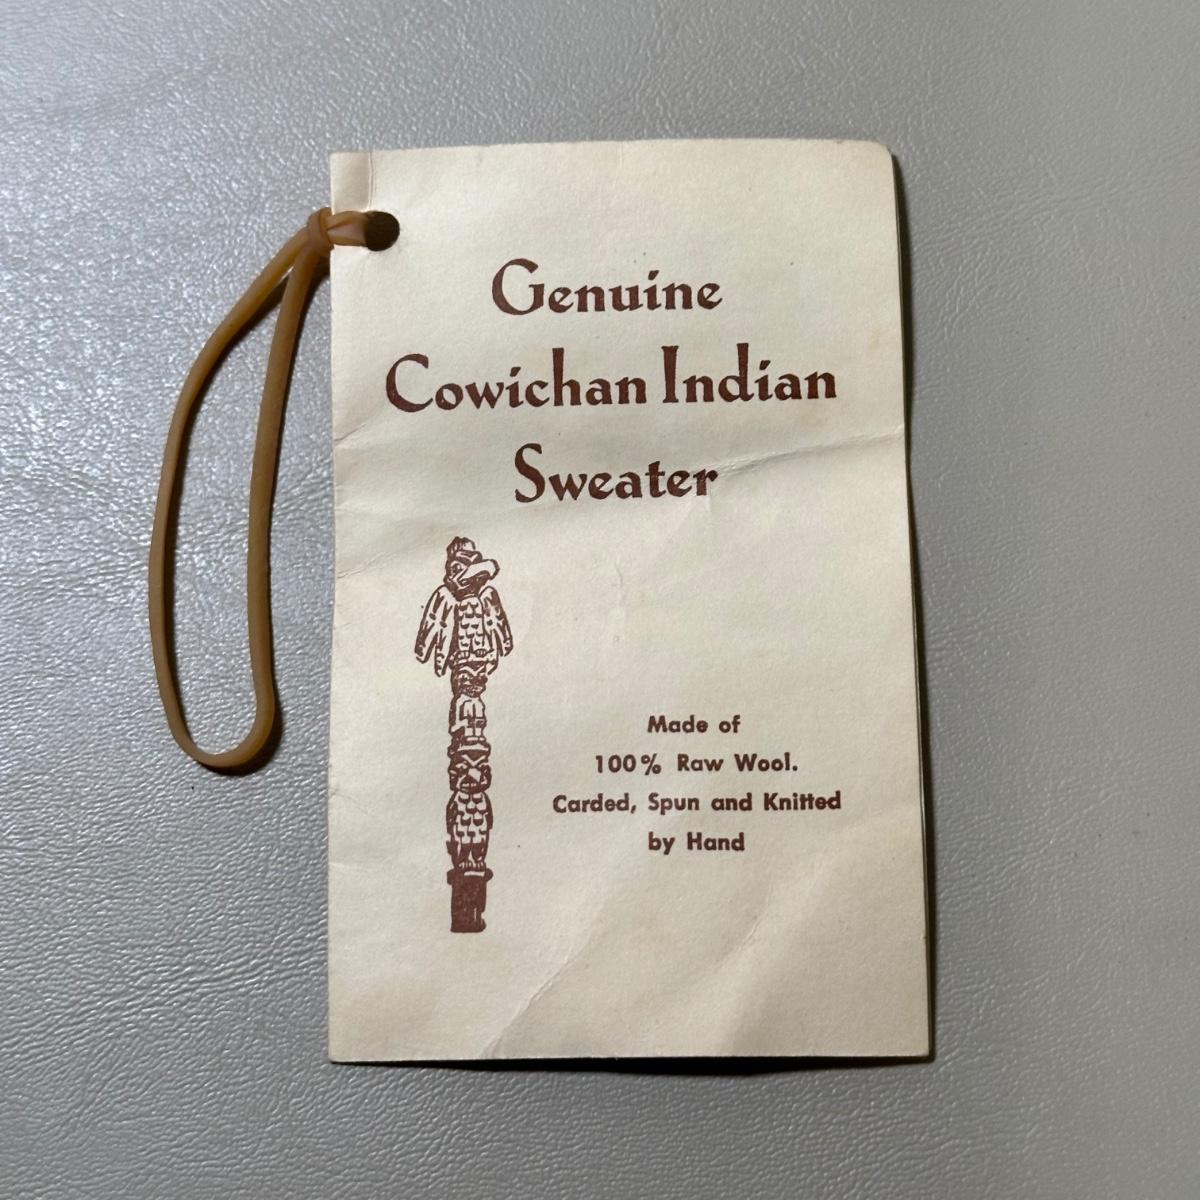 Genuine
Cowichan Indian
Sweater
Made of
100% Raw Wool.
Carded, Spun and Knitted
by Hand